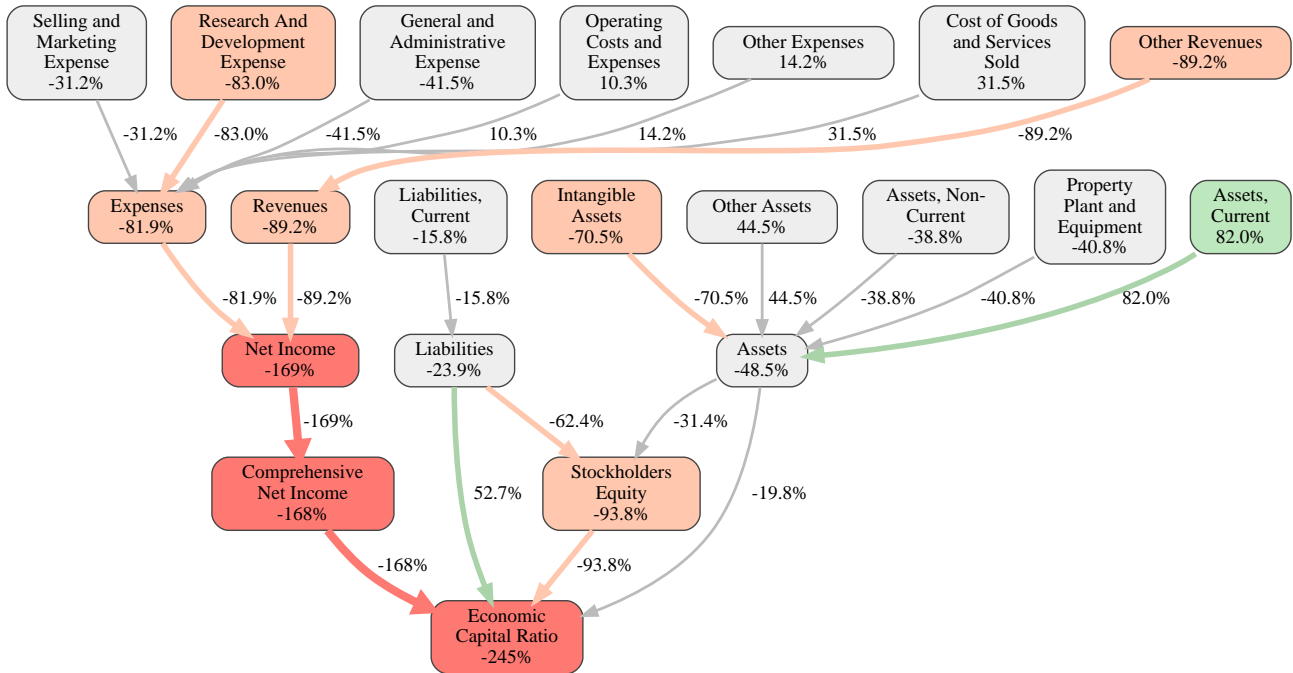 Selling and
Marketing
Expense
-31.2%
Research And
Development
Expense
-83.0%
General and
Administrative
Expense
-41.5%
Operating
Costs and
Expenses
10.3%
Other Expenses
14.2%
Cost of Goods
and Services
Sold
31.5%
Other Revenues
-89.2%
-31.2%
-83.0%
-41.5%
10.3%
14.2%
31.5%
-89.2%
Expenses
-81.9%
Revenues
-89.2%
Liabilities,
Current
-15.8%
Intangible
Assets
-70.5%
Other Assets
44.5%
Assets, Non-
Current
-38.8%
Property
Plant and
Equipment
-40.8%
Assets,
Current
82.0%
-81.9%
-89.2%
-15.8%
-70.5%
44.5%
-38.8%
-40.8%
82.0%
Net Income
-169%
Liabilities
-23.9%
Assets
-48.5%
-169%
-62.4%
-31.4%
Comprehensive
Net Income
-168%
52.7%
Stockholders
Equity
-93.8%
-19.8%
-168%
-93.8%
Economic
Capital Ratio
-245%